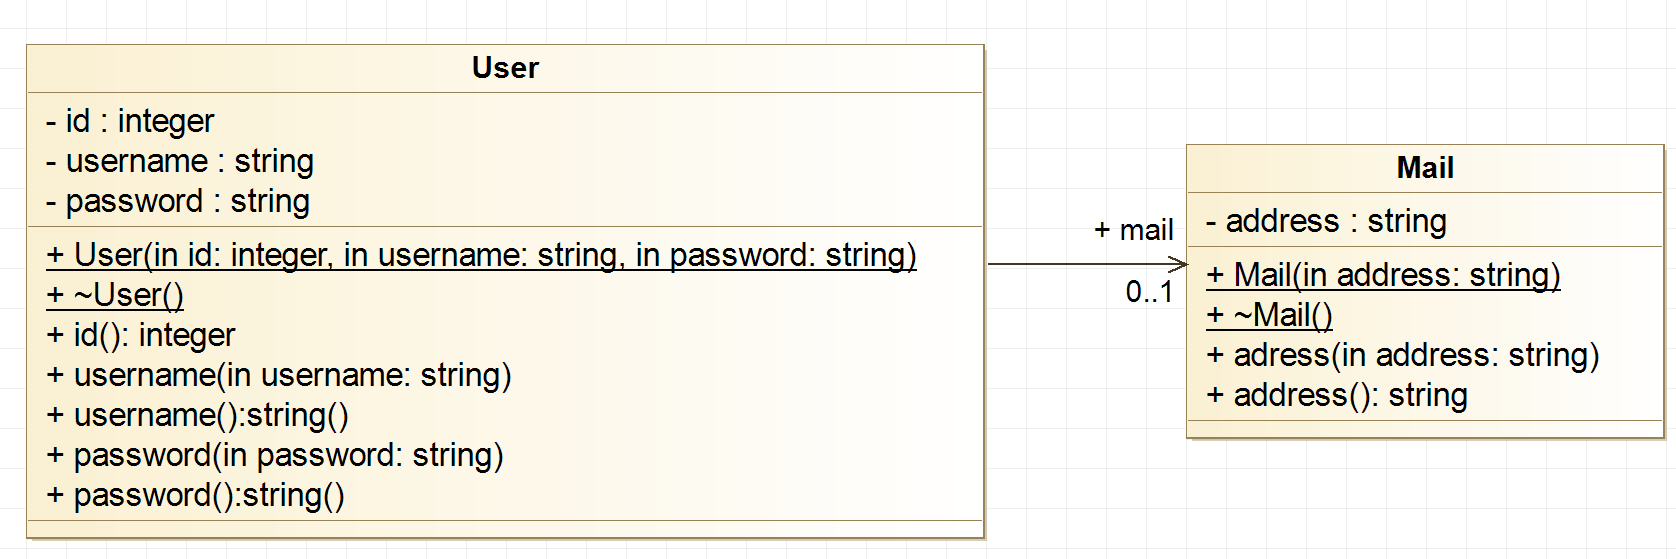 User
- id : integer
- username : string
- password : string
+ User(in id: integer, in username: string, in password: string)
+ ~User()
+ id(): integer
+ username(in username: string)
+ username():string()
+ password(in password: string)
+ password():string()
+ mail
0..1
Mail
- address : string
+ Mail(in address: string)
+ ~Mail()
+ adress(in address: string)
+ address(): string